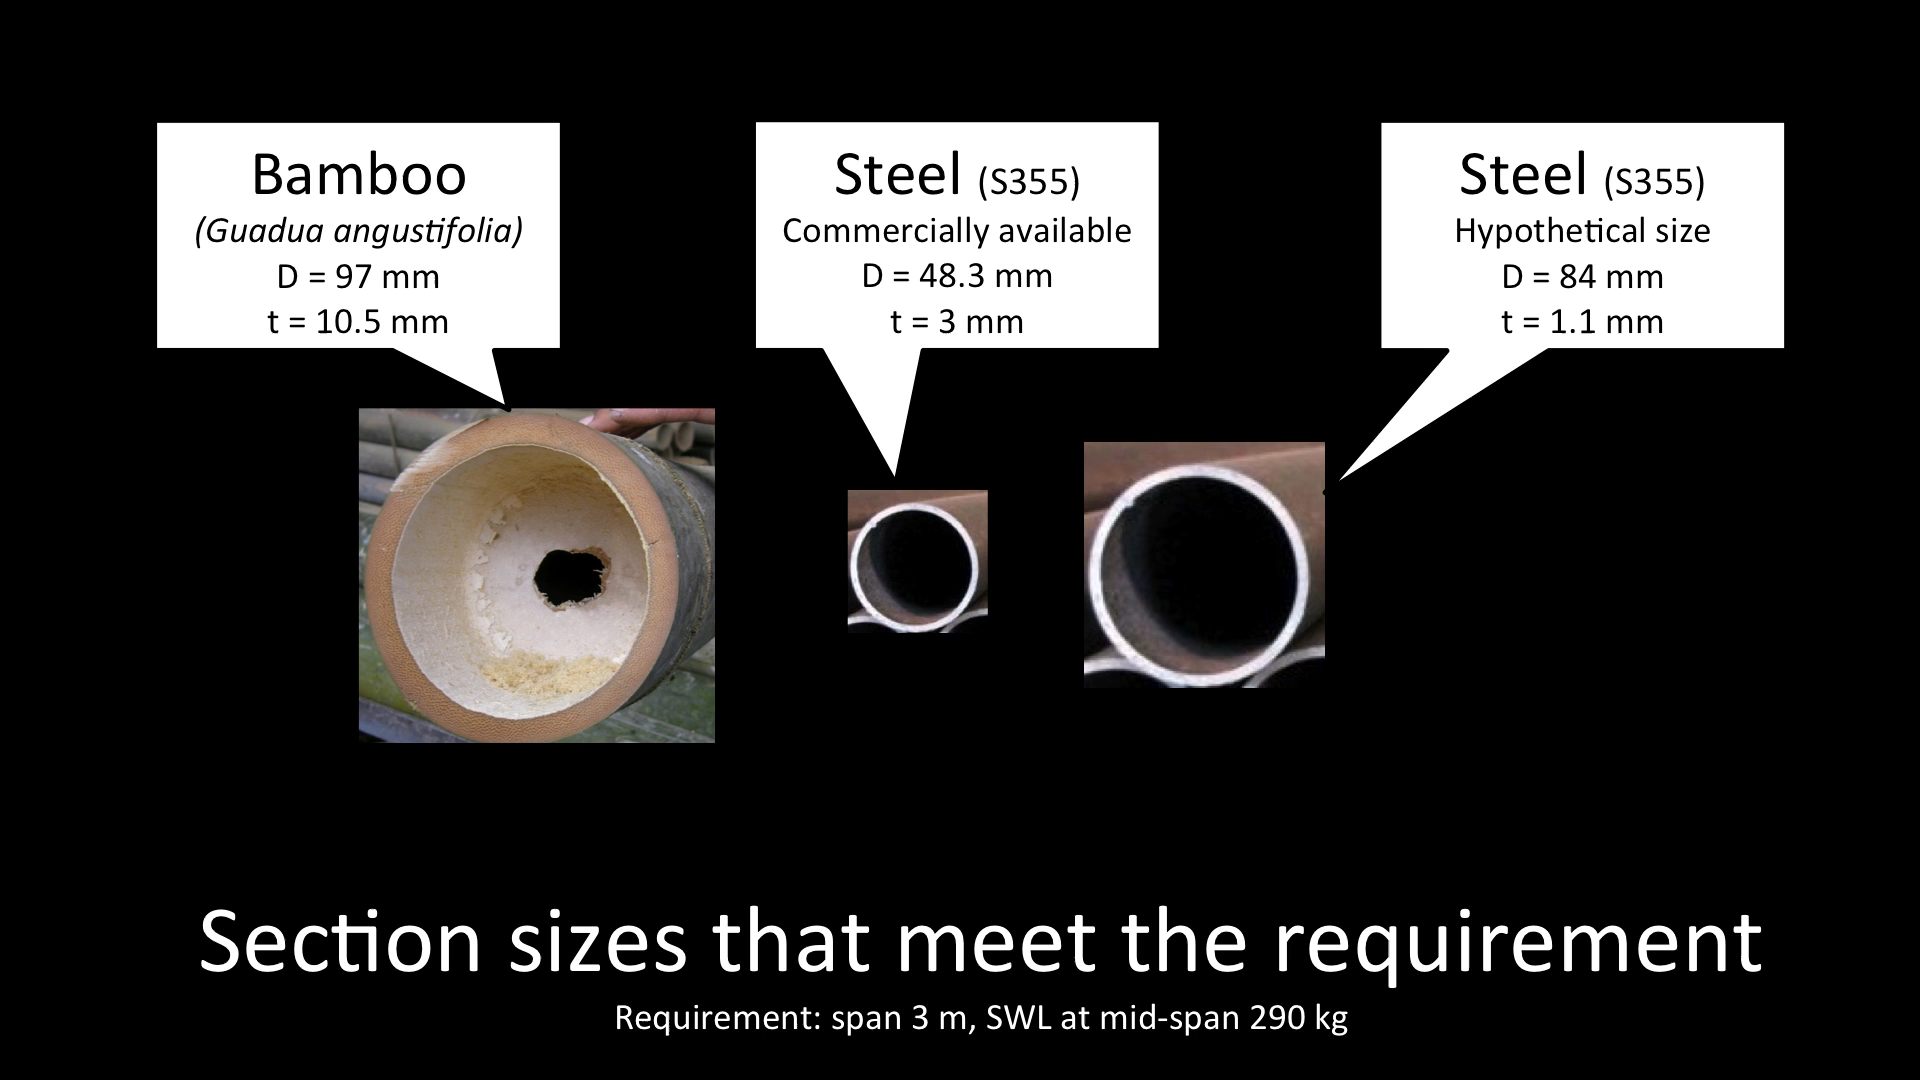 Bamboo
(Guadua angustifolia)
D = 97 mm
t = 10.5 mm
Steel (S355)
Commercially available
D = 48.3 mm
t = 3 mm
Steel (S355)
Hypothetical size
D = 84 mm
t = 1.1 mm
Section sizes that meet the requirement
Requirement: span 3 m, SWL at mid-span 290 kg